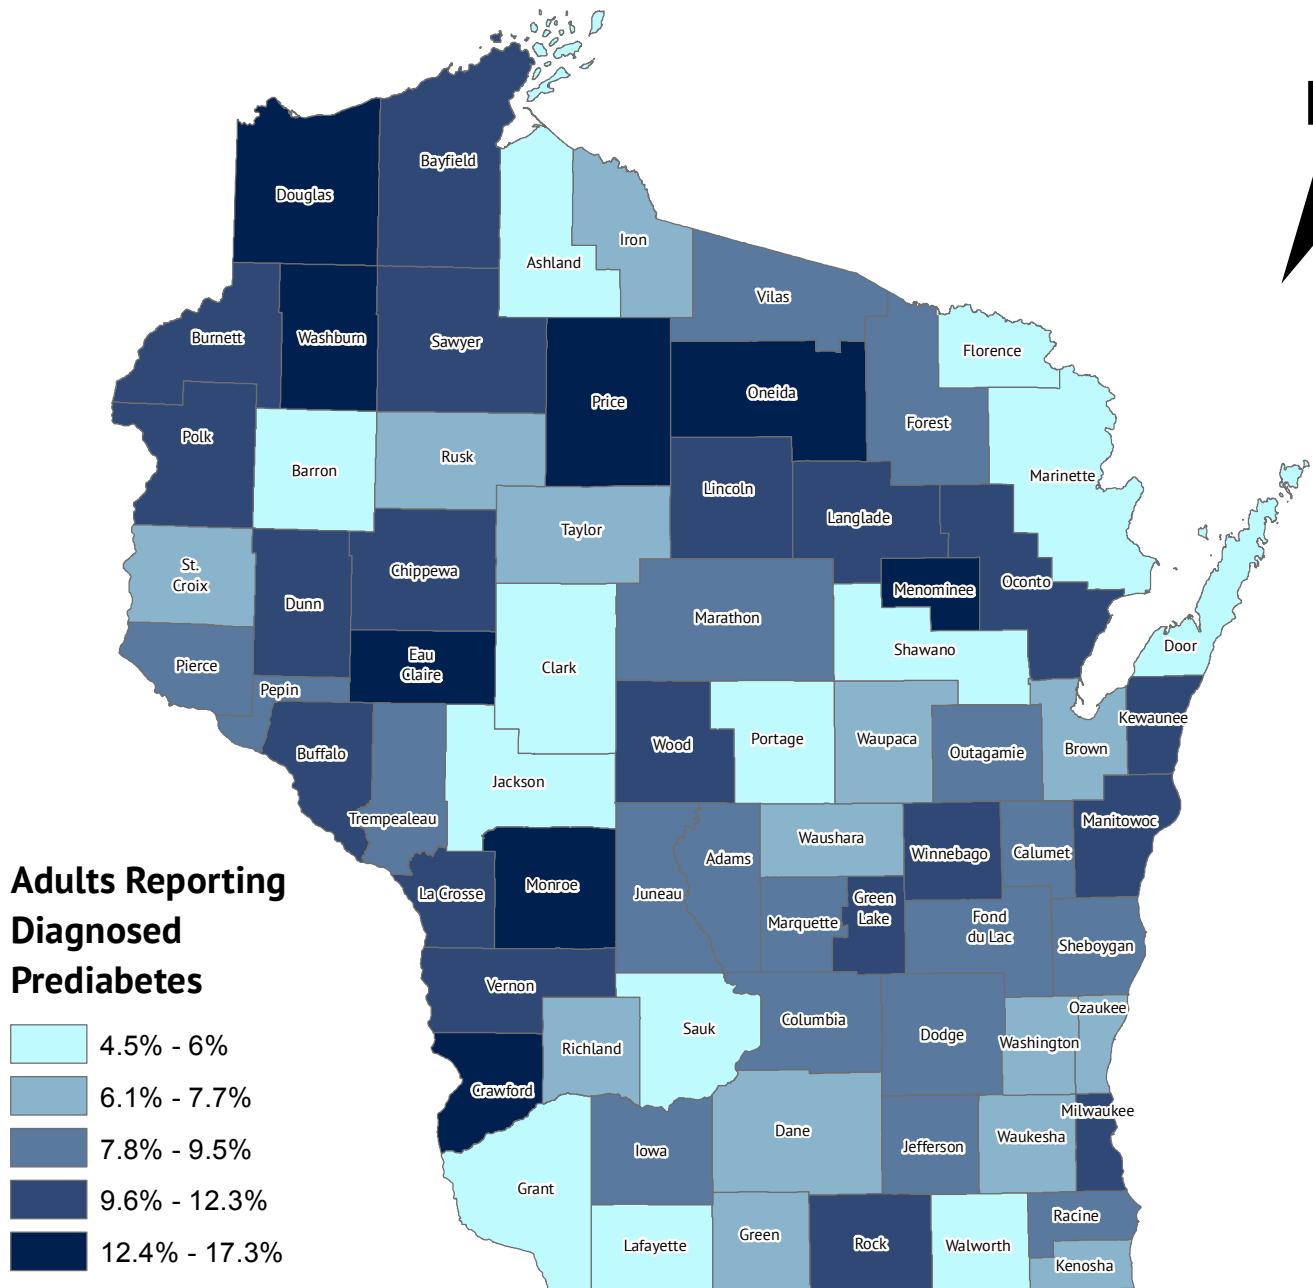 Bayfield
Douglas
Iron
Ashland
Vilas
Burnett
Washburn
Sawyer
Florence
Price
Oneida
Forest
Polk
Barron
Rusk
Marinette
Lincoln
Langlade
Taylor
St.
Croix
Chippewa
Dunn
Menominee
Oconto
Marathon
Eau
Claire
Clark
Shawano
Door
Pierce
Pepin
Kewaunee
Buffalo
Wood
Portage
Waupaca
Outagamie
Brown
Jackson
Trempealeau
Manitowoc
Waushara
Winnebago
Calumet
Adams
Adults Reporting
Diagnosed
Prediabetes
La Crosse
Monroe
Juneau
Green
Lake
Marquette
Fond
du Lac
Sheboygan
Vernon
Ozaukee
Sauk
Columbia
Dodge
Washington
Richland
4.5% - 6%
6.1% - 7.7%
7.8% - 9.5%
9.6% - 12.3%
12.4% - 17.3%
Crawford
Milwaukee
Dane
Waukesha
Iowa
Jefferson
Grant
Racine
Green
Lafayette
Rock
Walworth
Kenosha